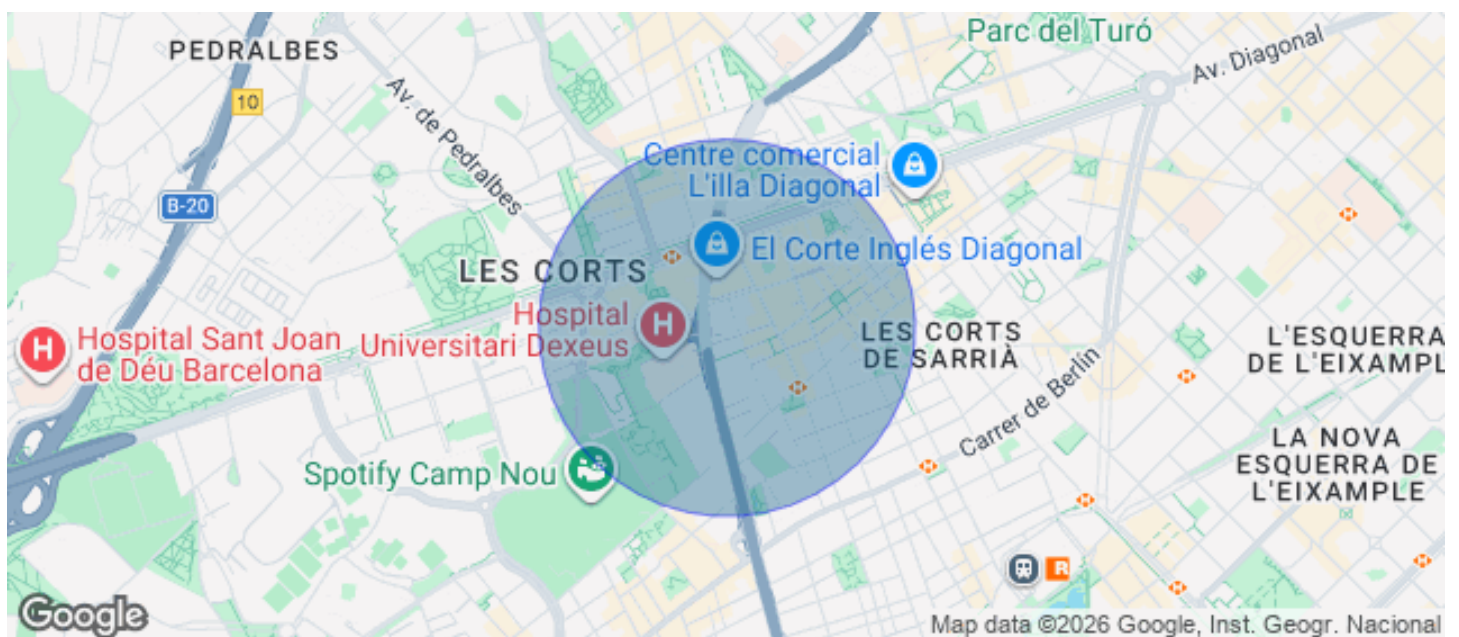 Parc del Turó
PEDRALBES
Av. Diagonal
10
Av. de Pedralbes
Centre comercial
L'illa Diagonal
B-20
El Corte Inglés Diagonal
LES CORTS
Hospital
Universitari Dexeus
H
H
Hospital Sant Joan
de Déu Barcelona
LES CORTS
DE SARRIÀ
L'ESQUERRA
DE L'EIXAMPL
Carrer de Berlín
LA NOVA
ESQUERRA DE
L'EIXAMPLE
Spotify Camp Nou
R
Google
Map data ©2026 Google, Inst. Geogr. Nacional